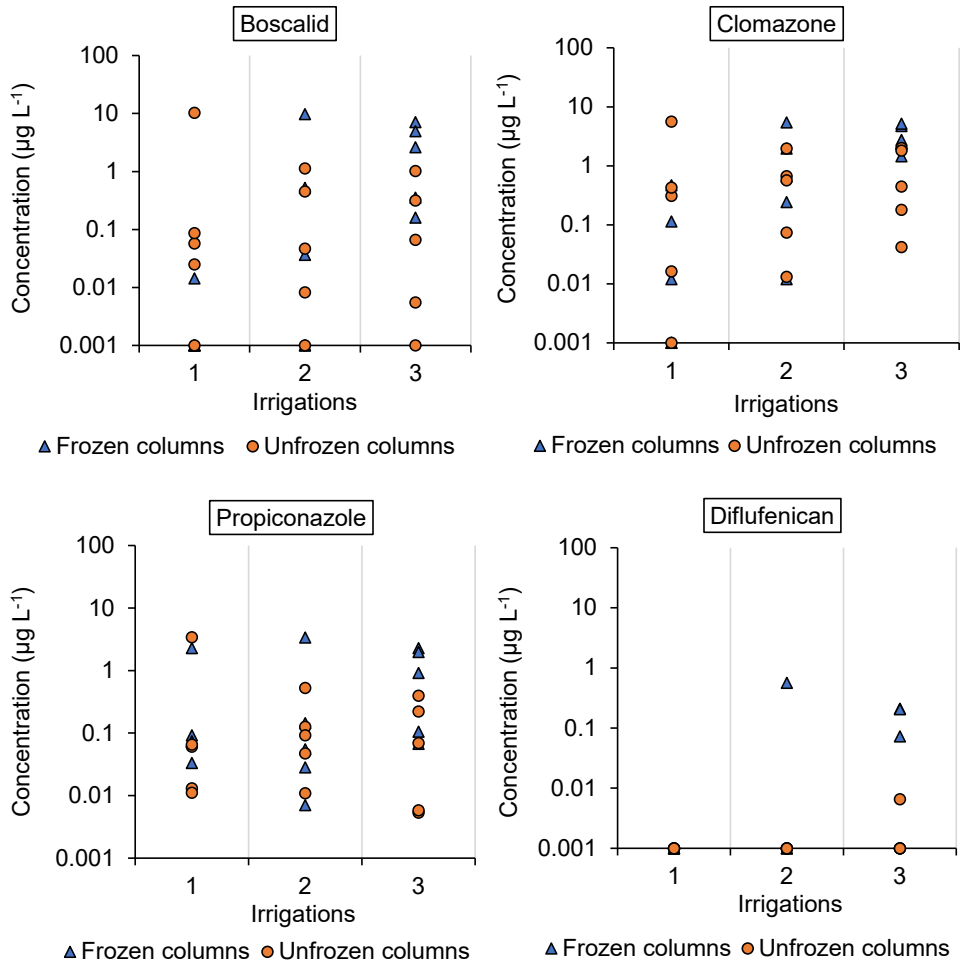 Boscalid
Concentration (µg L-1)
100
10
1
0.1
0.01
0.001
1 2 3
Irrigations
Frozen columns Unfrozen columns
Clomazone
Concentration (µg L-1)
100
10
1
0.1
0.01
0.001
1 2 3
Irrigations
Frozen columns Unfrozen columns
Propiconazole
Concentration (µg L-1)
100
10
1
0.1
0.01
0.001
1 2 3
Irrigations
Frozen columns Unfrozen columns
Diflufenican
Concentration (µg L-1)
100
10
1
0.1
0.01
0.001
1 2 3
Irrigations
Frozen columns Unfrozen columns